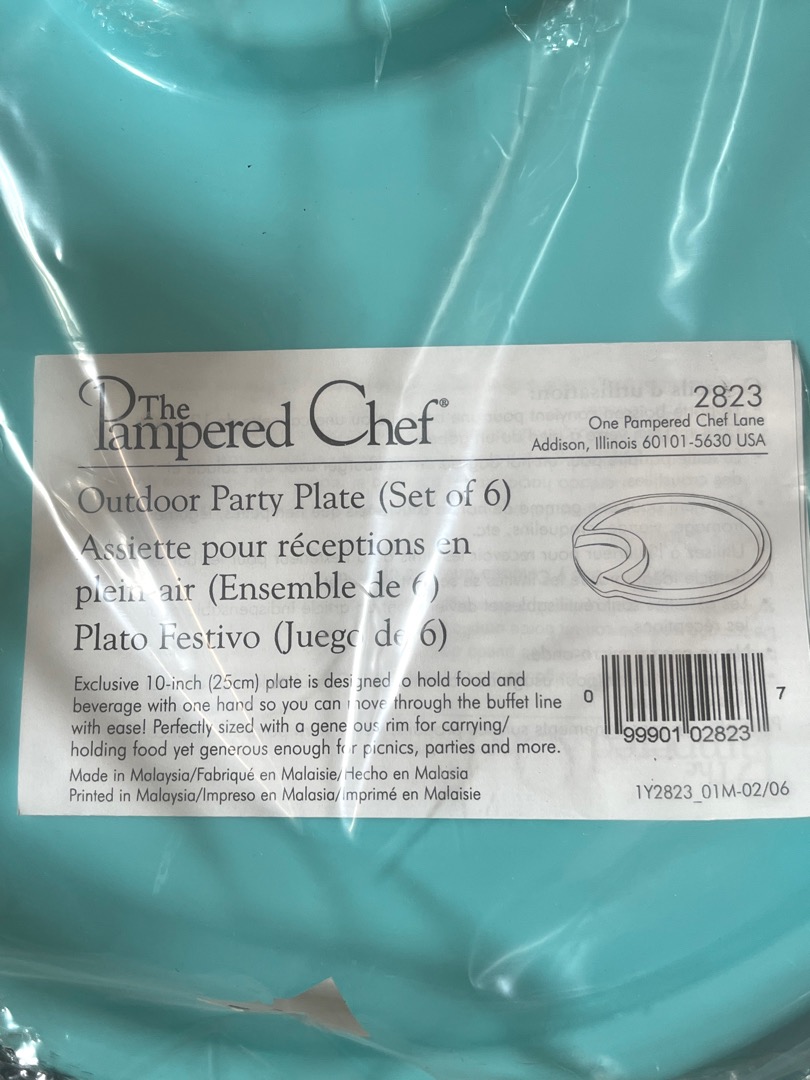 The Pampered Chef®
2823
One Pampered Chef Lane
Addison, Illinois 60101-5630 USA
Outdoor Party Plate (Set of 6)
Assiette pour réceptions en
plein air (Ensemble de 6)
Plato Festivo (Juego de 6)
Exclusive 10-inch (25cm) plate is designed to hold food and
beverage with one hand so you can move through the buffet line
with ease! Perfectly sized with a generous rim for carrying/
holding food yet generous enough for picnics, parties and more.
Made in Malaysia/Fabriqué en Malaisie/Hecho en Malasia
Printed in Malaysia/Impreso en Malasia/Imprimé en Malaisie
0 99901 02823 7
1Y2823_01M-02/06